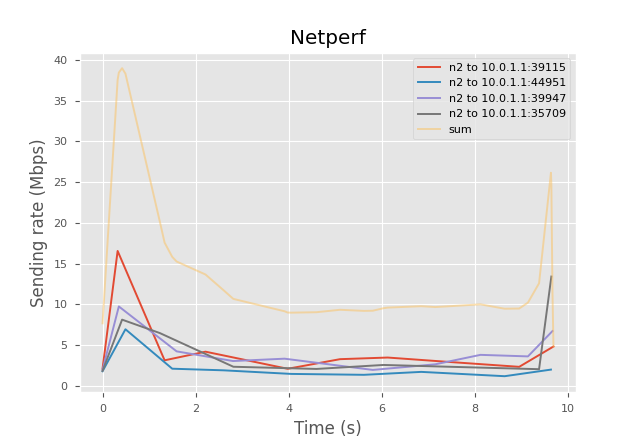 Netperf
n2 to 10.0.1.1:39115
n2 to 10.0.1.1:44951
n2 to 10.0.1.1:39947
n2 to 10.0.1.1:35709
sum
Sending rate (Mbps)
40
35
30
25
20
15
10
5
0
0 2 4 6 8 10
Time (s)